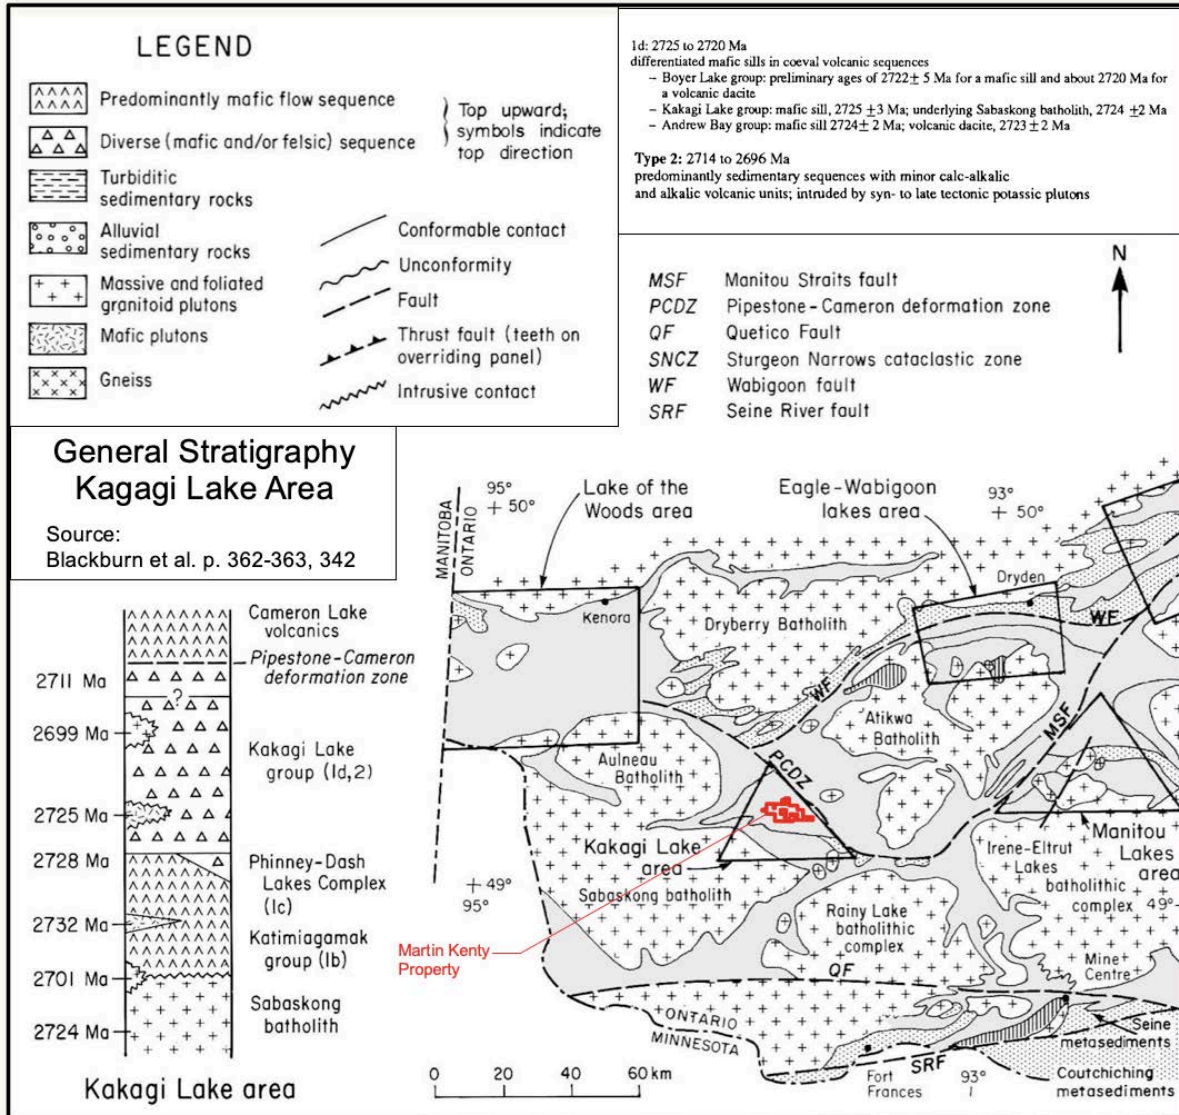 LEGEND
Predominantly mafic flow sequence
Diverse (mafic and/or felsic) sequence
Top upward;
symbols indicate
top direction
Turbiditic
sedimentary rocks
Alluvial
sedimentary rocks
Massive and foliated
granitoid plutons
Mafic plutons
Gneiss
Conformable contact
Unconformity
Fault
Thrust fault (teeth on
overriding panel)
Intrusive contact
1d: 2725 to 2720 Ma
differentiated mafic sills in coeval volcanic sequences
– Boyer Lake group: preliminary ages of 2722± 5 Ma for a mafic sill and about 2720 Ma for
a volcanic dacite
– Kakagi Lake group: mafic sill, 2725 ±3 Ma; underlying Sabaskong batholith, 2724 ±2 Ma
– Andrew Bay group: mafic sill 2724± 2 Ma; volcanic dacite, 2723 ± 2 Ma
Type 2: 2714 to 2696 Ma
predominantly sedimentary sequences with minor calc-alkalic
and alkalic volcanic units; intruded by syn- to late tectonic potassic plutons
MSF Manitou Straits fault
PCDZ Pipestone-Cameron deformation zone
QF Quetico Fault
SNCZ Sturgeon Narrows cataclastic zone
WF Wabigoon fault
SRF Seine River fault
N
General Stratigraphy
Kagagi Lake Area
Source:
Blackburn et al. p. 362-363, 342
Cameron Lake
volcanics
Pipestone-Cameron
deformation zone
2711 Ma
?
2699 Ma
Kakagi Lake
group (1d,2)
2725 Ma
2728 Ma
Phinney-Dash
Lakes Complex
(1c)
2732 Ma
Katimiagamak
group (1b)
2701 Ma
Sabaskong
batholith
2724 Ma
Kakagi Lake area
MANITOBA
ONTARIO
95°
+ 50°
Lake of the
Woods area
Eagle-Wabigoon
lakes area
93°
+ 50°
Kenora
Dryden
Dryberry Batholith
WF
WF
Atikwa
Batholith
MSF
Aulneau
Batholith
PCDZ
Kakagi Lake
area
Sabaskong batholith
+ 49°
95°
Martin Kenty
Property
Irene-Eltrut
Lakes
batholithic
complex
Manitou
Lakes
area
49°
Rainy Lake
batholithic
complex
Mine
Centre
QF
ONTARIO
MINNESOTA
Seine
metasediments
SRF
Fort
Frances
93°
Coutchiching
metasediments
0 20 40 60 km